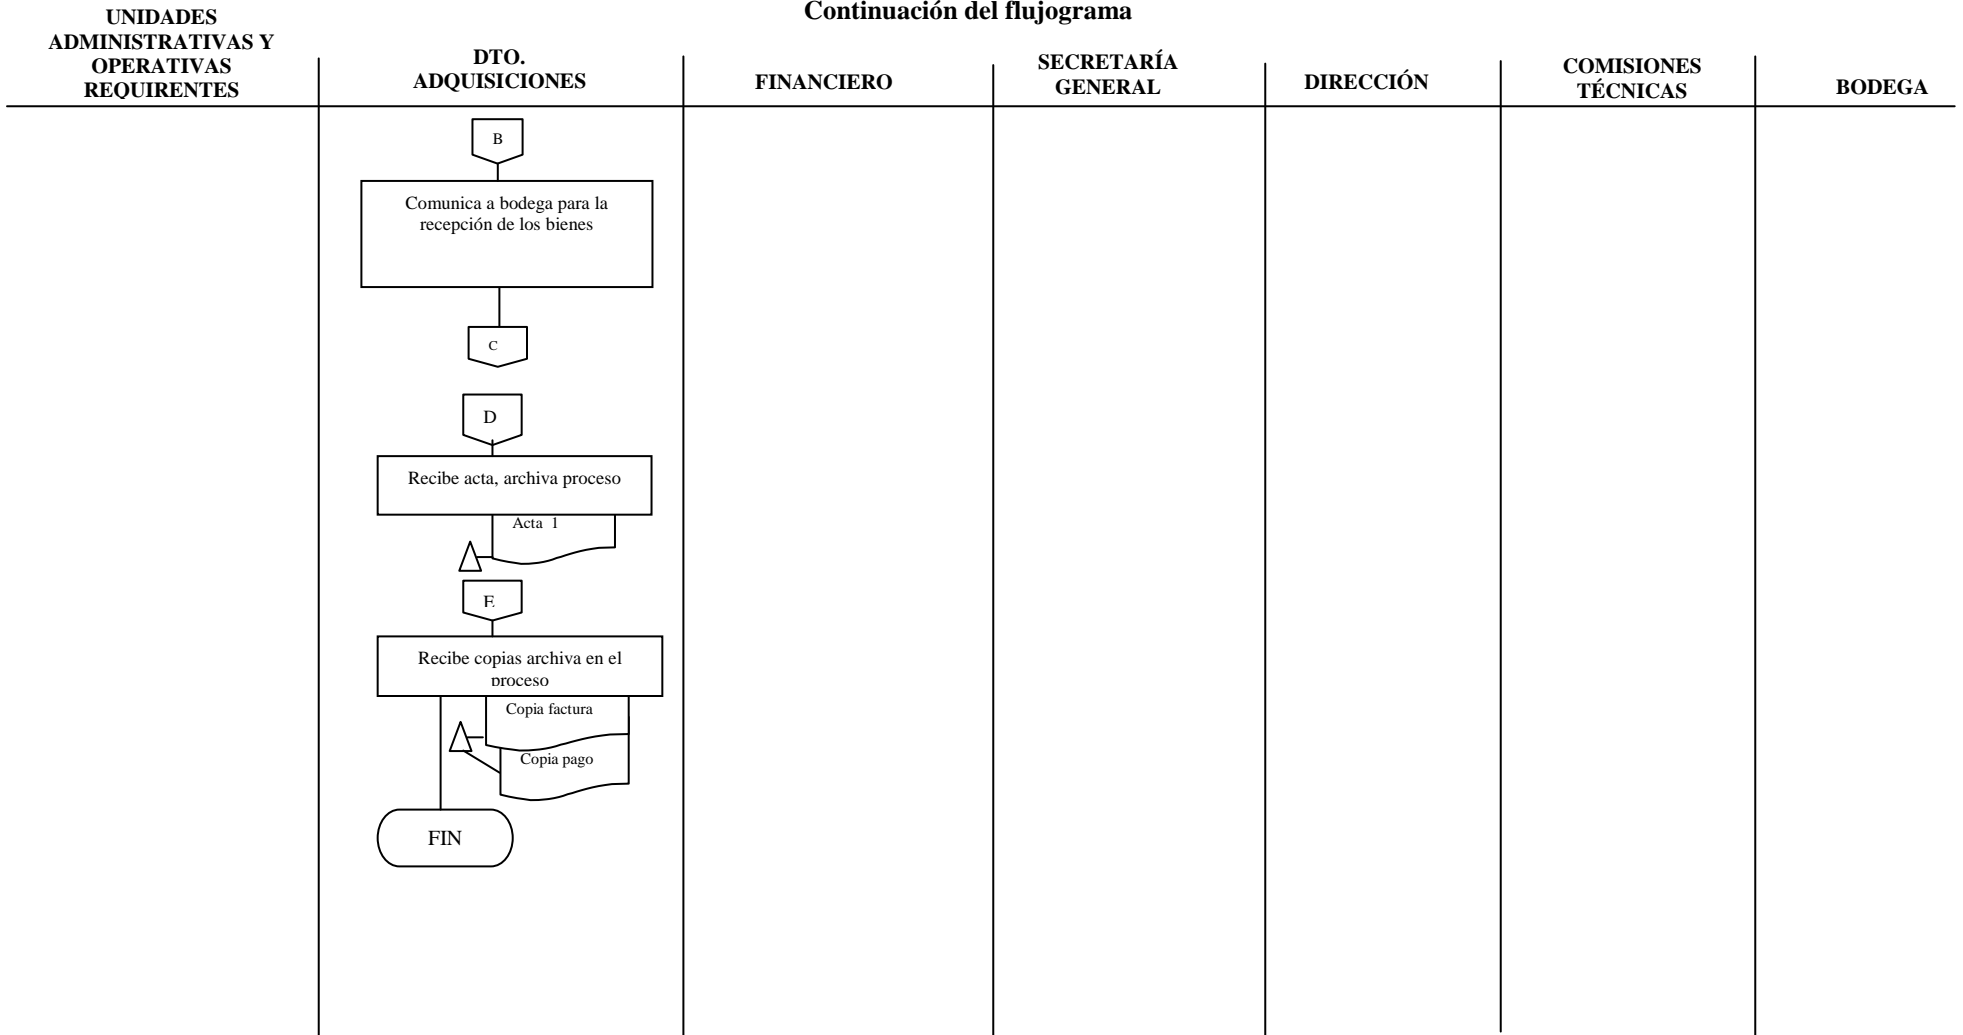 Continuación del flujograma
UNIDADES
ADMINISTRATIVAS Y
OPERATIVAS
REQUIRENTES
DTO.
ADQUISICIONES
FINANCIERO
SECRETARÍA
GENERAL
DIRECCIÓN
COMISIONES
TÉCNICAS
BODEGA
B
Comunica a bodega para la
recepción de los bienes
C
D
Recibe acta, archiva proceso
Acta 1
E
Recibe copias archiva en el
proceso
Copia factura
Copia pago
FIN